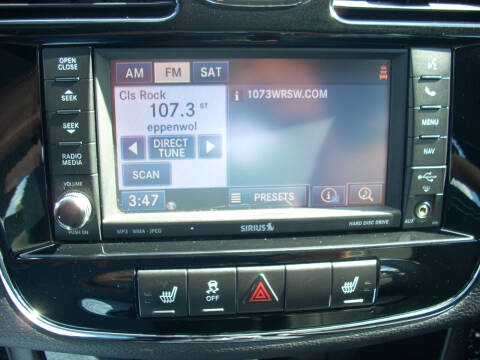 OPEN
CLOSE
SEEK
SEEK
RADIO
MEDIA
VOLUME
PUSH ON
AM FM SAT
Cls Rock
107.3 ST
eppenwol
DIRECT
TUNE
SCAN
3:47
1073WRSW.COM
PRESETS
MENU
NAV
AUX
MP3 · WMA · JPEG
SIRIUS
HARD DISC DRIVE
OFF